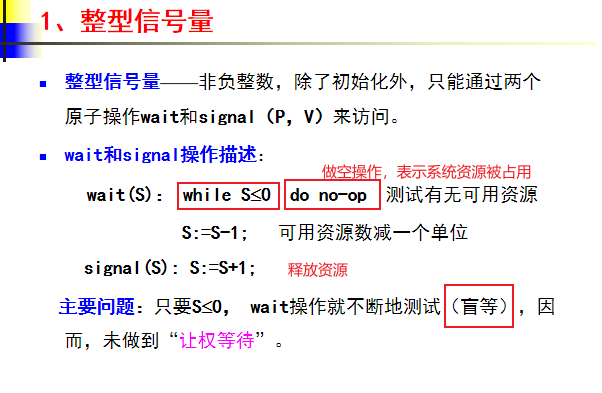 1、整型信号量
整型信号量——非负整数，除了初始化外，只能通过两个
原子操作wait和signal（P，V）来访问。
wait和signal操作描述：
做空操作，表示系统资源被占用
wait(S)： while S≤0 do no-op 测试有无可用资源
S:=S-1; 可用资源数减一个单位
signal(S): S:=S+1; 释放资源
主要问题：只要S≤0， wait操作就不断地测试（盲等），因
而，未做到“让权等待”。